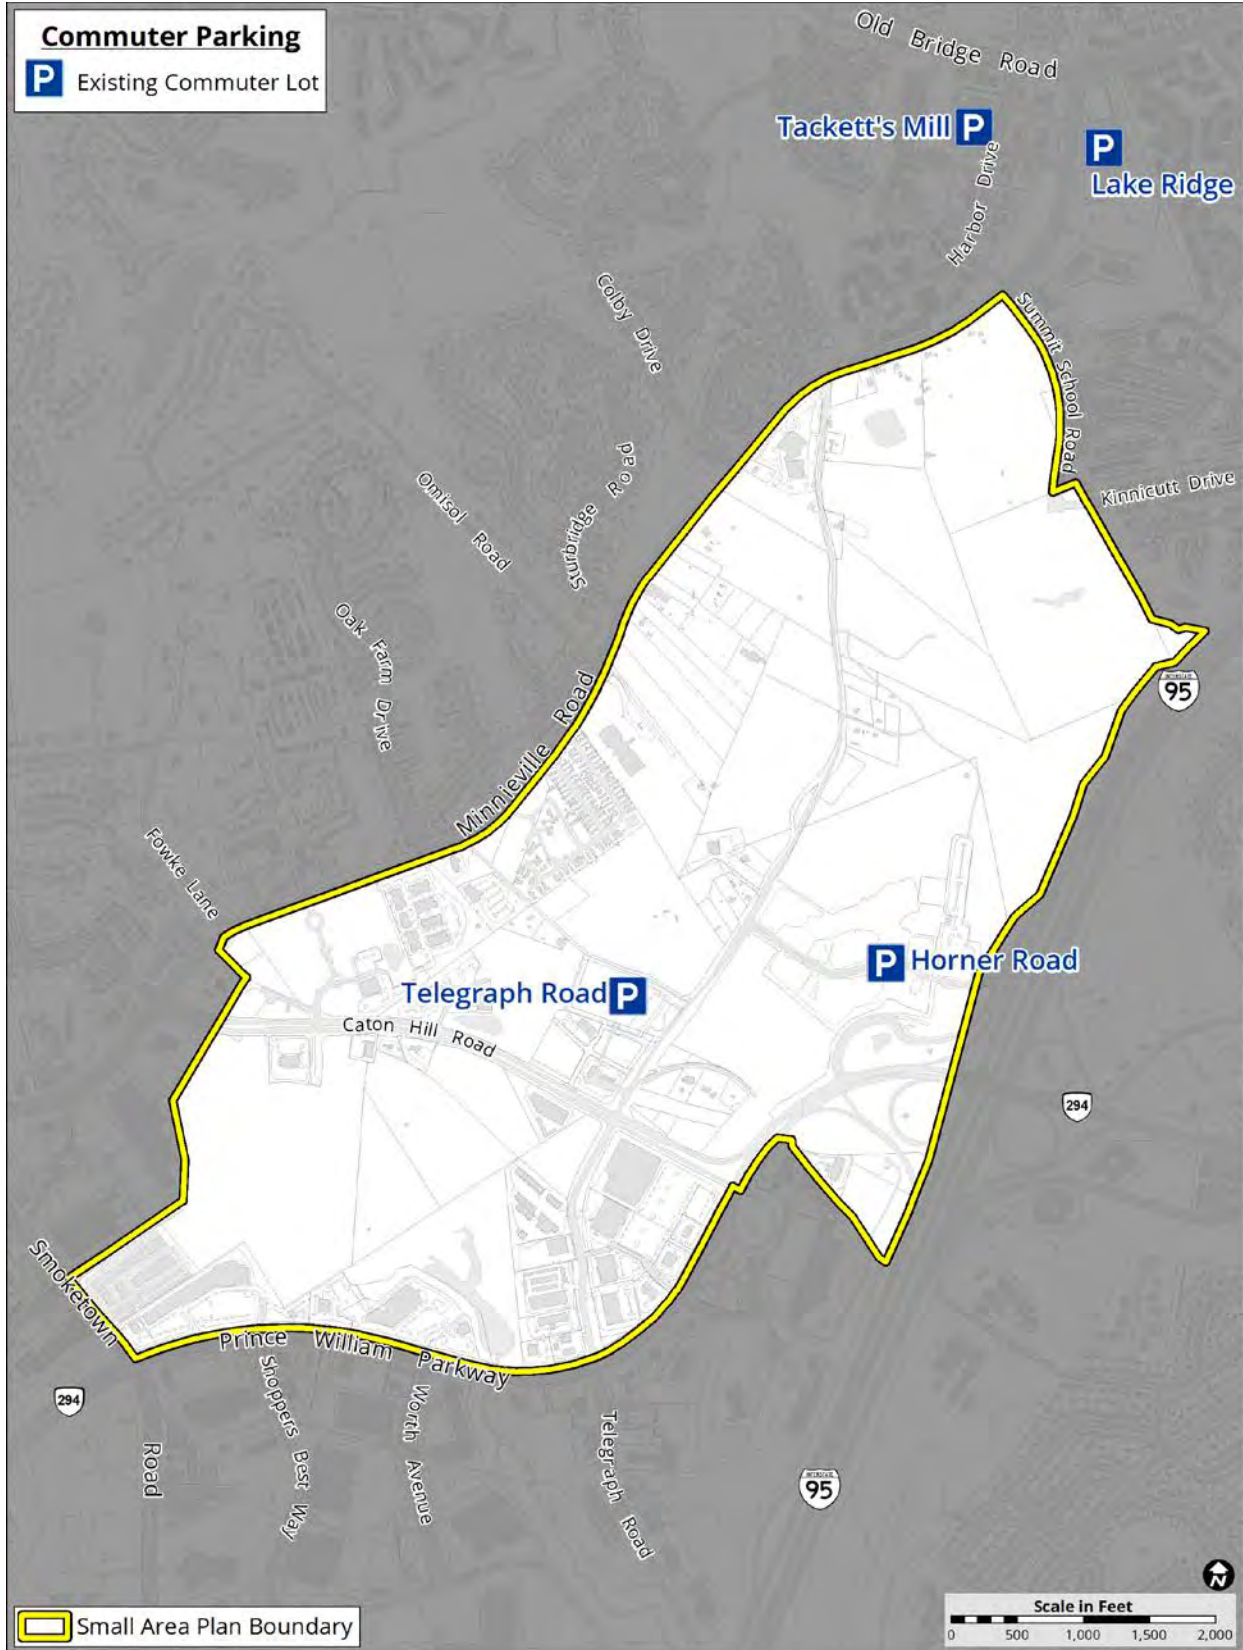 Commuter Parking
P Existing Commuter Lot
Old Bridge Road
Tackett's Mill P
P
Lake Ridge
Harbor Drive
Summit School Road
Colby Drive
Kinnicutt Drive
Sturbridge Road
Omisol Road
Oak Farm Drive
INTERSTATE
95
Minnieville Road
Fowke Lane
P Horner Road
Telegraph Road P
Caton Hill Road
294
Smoketown Road
Prince William Parkway
294
Shoppers Best Way
Worth Avenue
Telegraph Road
INTERSTATE
95
N
Small Area Plan Boundary
Scale in Feet
0 500 1,000 1,500 2,000